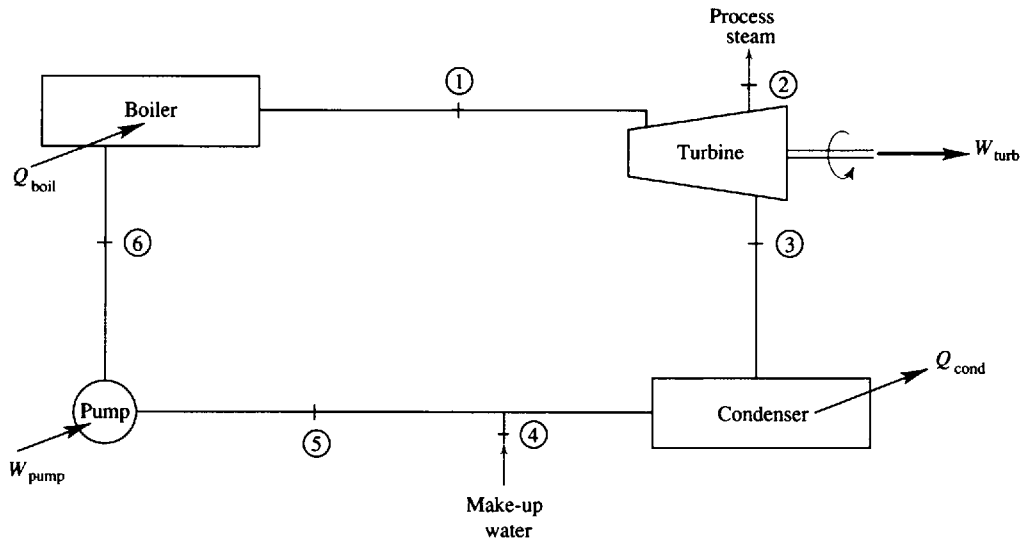 Process
steam
①
②
Boiler
Turbine
W turb
Q boil
⑥
③
Q cond
Pump
Condenser
⑤
④
W pump
Make-up
water